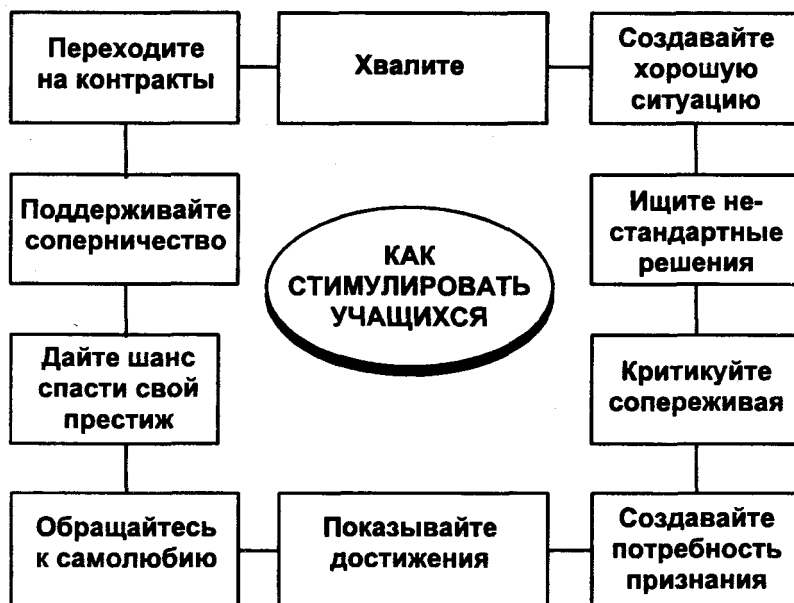 Переходите
на контракты
Хвалите
Создавайте
хорошую
ситуацию
Поддерживайте
соперничество
КАК
СТИМУЛИРОВАТЬ
УЧАЩИХСЯ
Ищите не-
стандартные
решения
Дайте шанс
спасти свой
престиж
Критикуйте
сопереживая
Обращайтесь
к самолюбию
Показывайте
достижения
Создавайте
потребность
признания